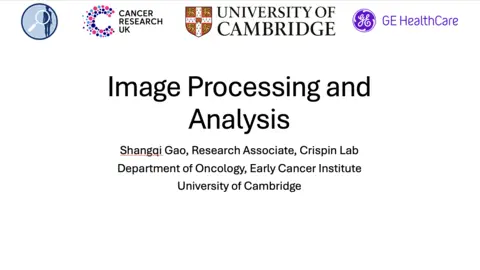 CANCER
RESEARCH
UK
UNIVERSITY OF
CAMBRIDGE
GE HealthCare
Image Processing and
Analysis
Shangqi Gao, Research Associate, Crispin Lab
Department of Oncology, Early Cancer Institute
University of Cambridge